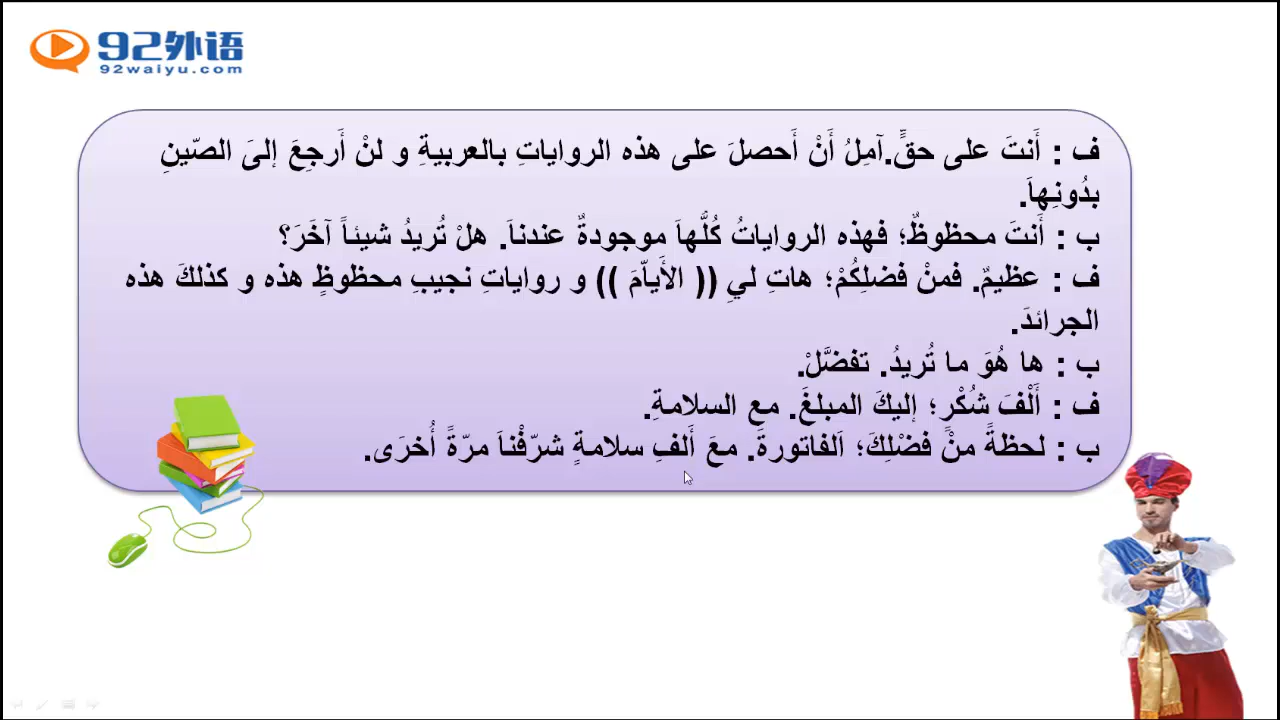 92外语
92waiyu.com
ف : أَنتَ على حقًّ.آمِلُ أَنْ أَحصلَ على هذه الرواياتِ بالعربيةِ و لنْ أَرجِعَ إلىَ الصّينِ
بدُونِهاَ.
ب : أَنتَ محظوظٌ؛ فهذه الرواياتُ كُلُّهاَ موجودةٌ عندناَ. هلْ تُريدُ شيئاً آخَرَ؟
ف : عظيمٌ. فمنْ فضلِكُمْ؛ هاتِ ليِ (( الأَياّمَ )) و رواياتِ نجيبِ محظوظٍ هذه و كذلكَ هذه
الجرائدَ.
ب : ها هُوَ ما تُريدُ. تفضَّلْ.
ف : أَلْفَ شُكْرٍ؛ إليكَ المبلغَ. مع السلامةِ.
ب : لحظةً منْ فضْلِكَ؛ اَلفاتورةَ. معَ أَلفِ سلامةٍ شرّفْناَ مرّةً أُخرَى.